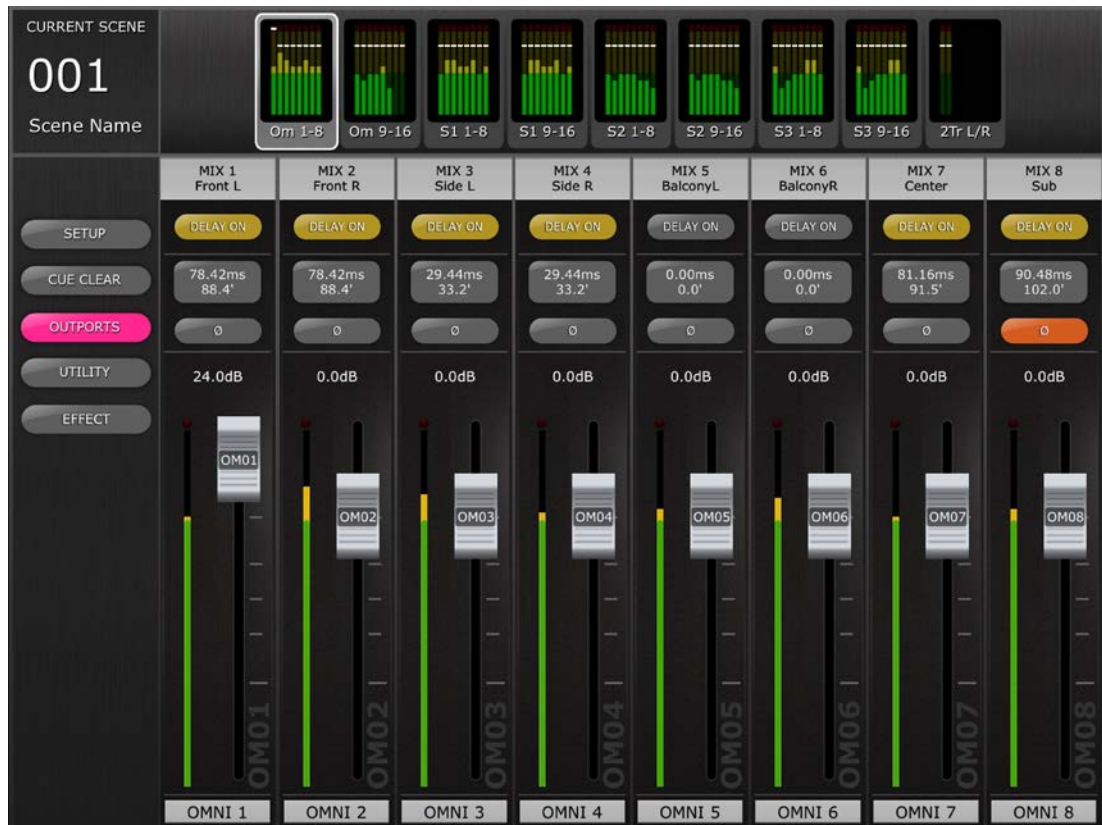 CURRENT SCENE
001
Scene Name
Om 1-8 Om 9-16 S1 1-8 S1 9-16 S2 1-8 S2 9-16 S3 1-8 S3 9-16 2Tr L/R
MIX 1 MIX 2 MIX 3 MIX 4 MIX 5 MIX 6 MIX 7 MIX 8
Front L Front R Side L Side R BalconyL BalconyR Center Sub
SETUP
CUE CLEAR
OUTPORTS
UTILITY
EFFECT
DELAY ON DELAY ON DELAY ON DELAY ON DELAY ON DELAY ON DELAY ON DELAY ON
78.42ms 78.42ms 29.44ms 29.44ms 0.00ms 0.00ms 81.16ms 90.48ms
88.4' 88.4' 33.2' 33.2' 0.0' 0.0' 91.5' 102.0'
Ø Ø Ø Ø Ø Ø Ø Ø
24.0dB 0.0dB 0.0dB 0.0dB 0.0dB 0.0dB 0.0dB 0.0dB
OM01 OM02 OM03 OM04 OM05 OM06 OM07 OM08
OM01 OM02 OM03 OM04 OM05 OM06 OM07 OM08
OMNI 1 OMNI 2 OMNI 3 OMNI 4 OMNI 5 OMNI 6 OMNI 7 OMNI 8